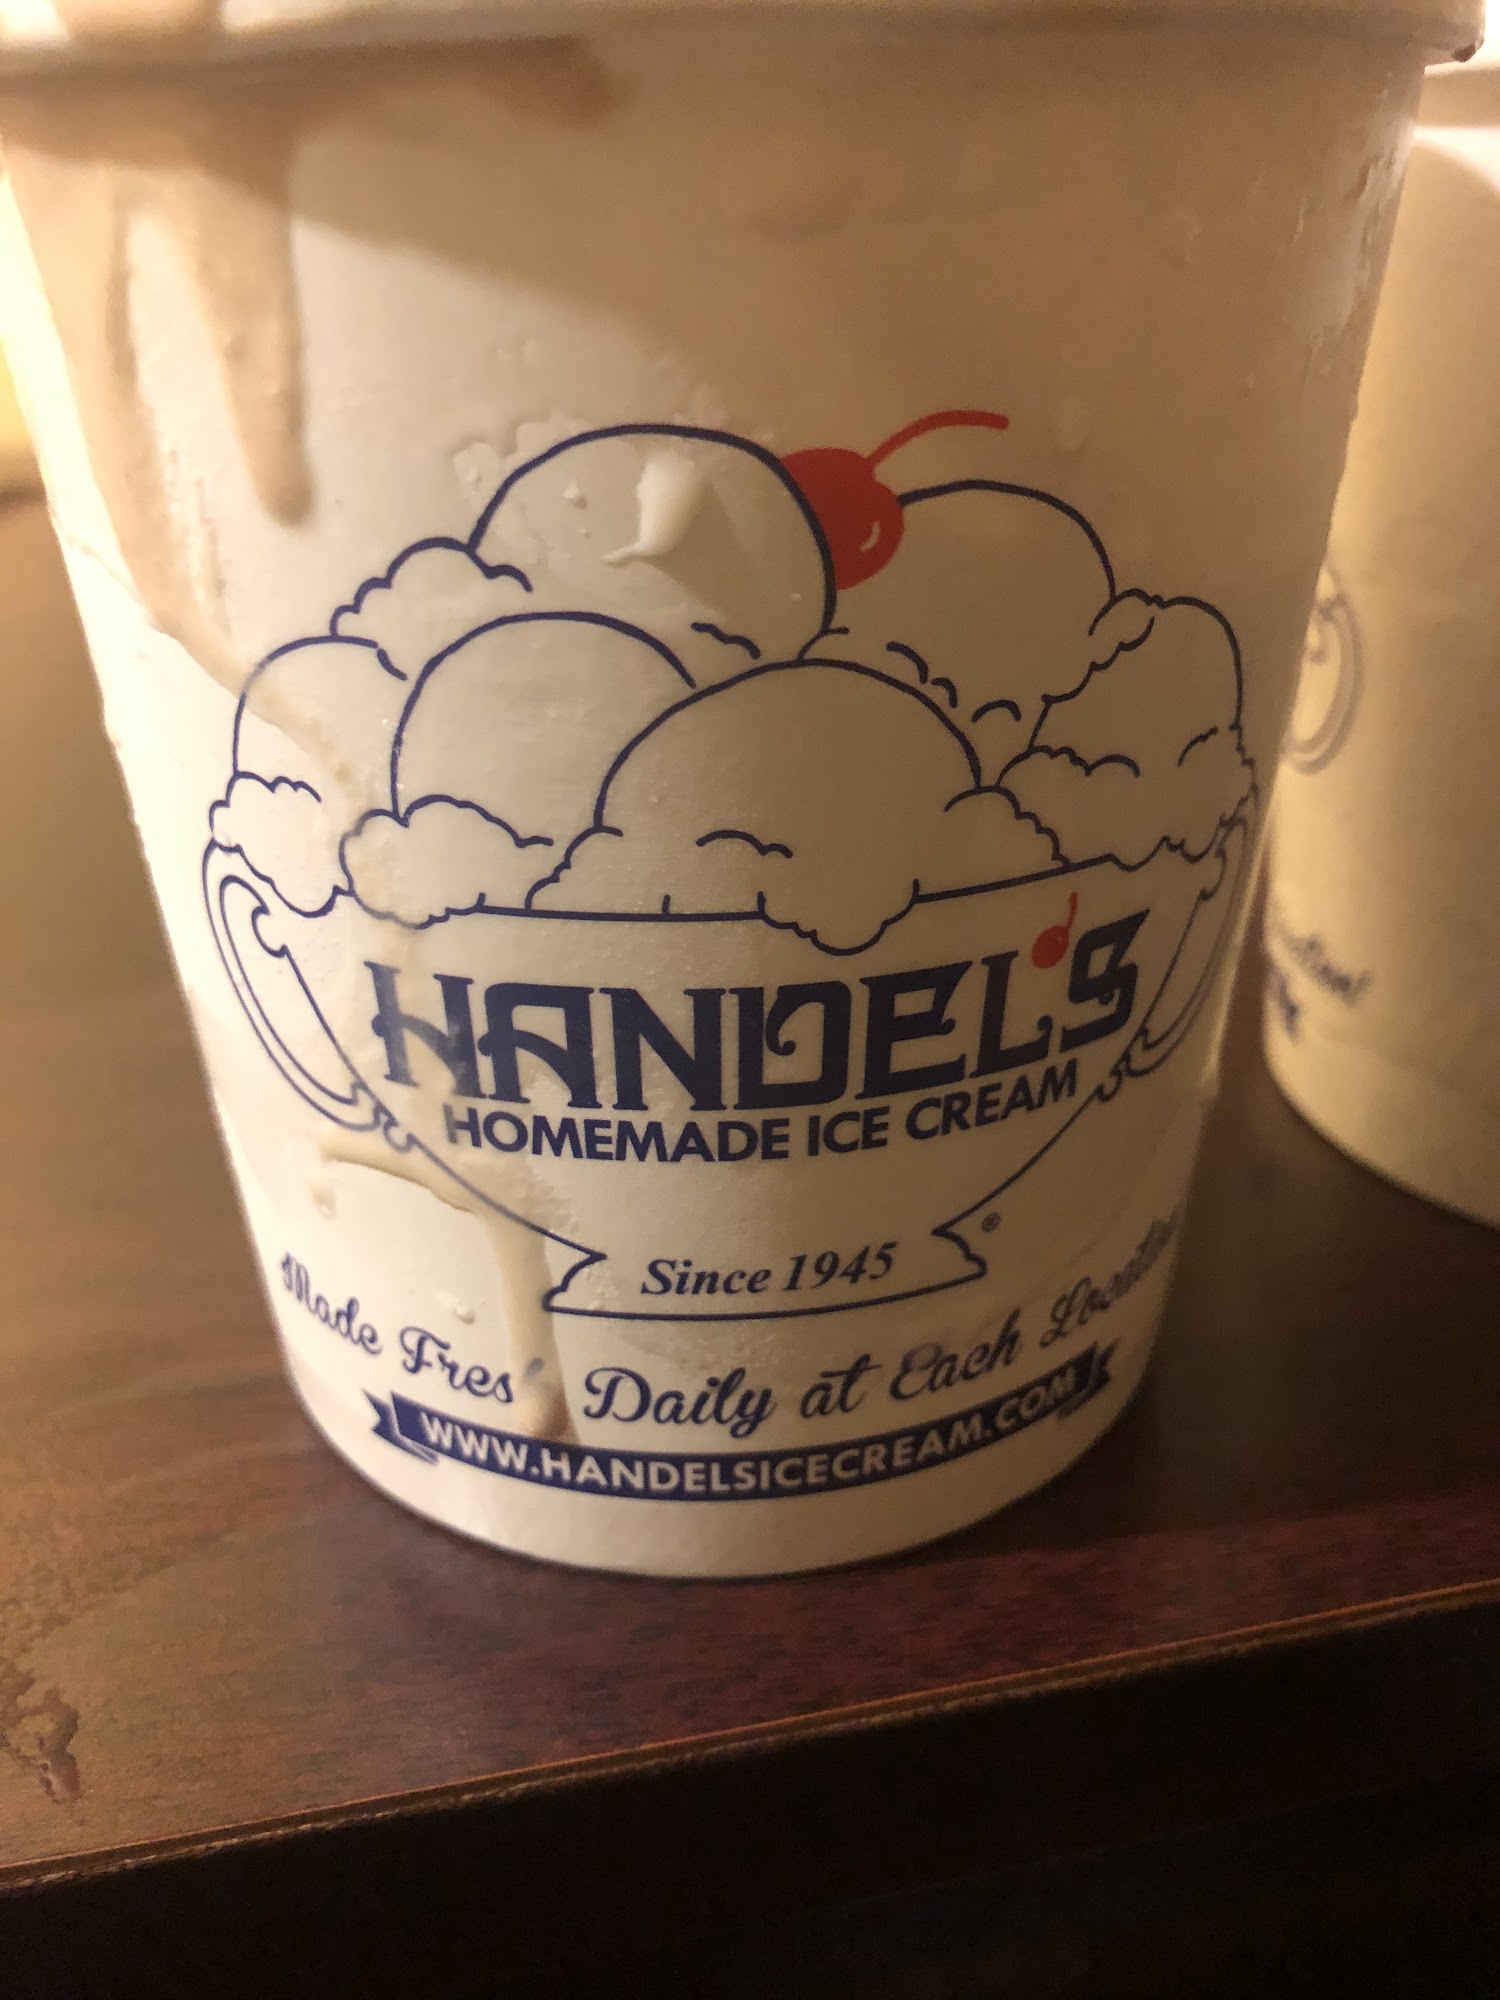 HANDEL'S
HOMEMADE ICE CREAM
Since 1945
®
Made Fres Daily at Each
WWW.HANDELSICECREAM.COM